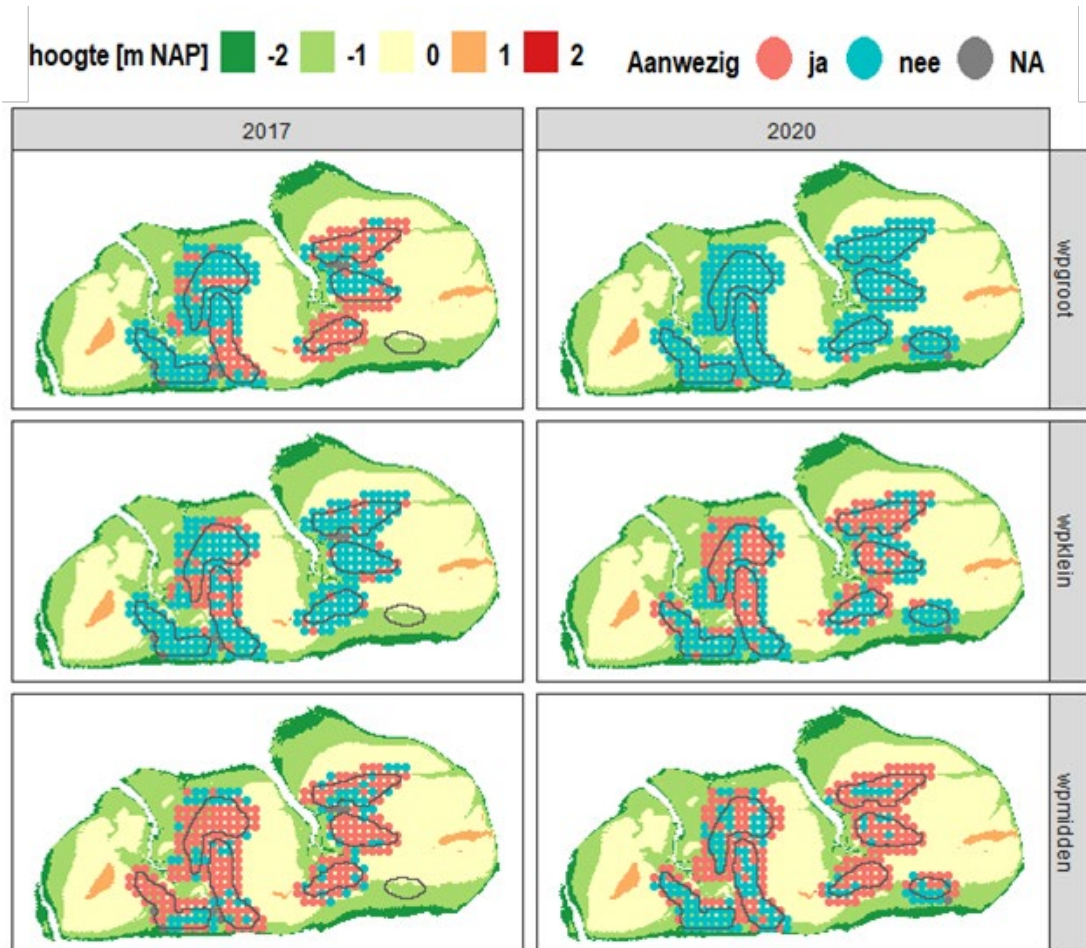 hoogte [m NAP] -2 -1 0 1 2 Aanwezig ja nee NA
2017 2020
wpgroot
wpklein
wpmidden